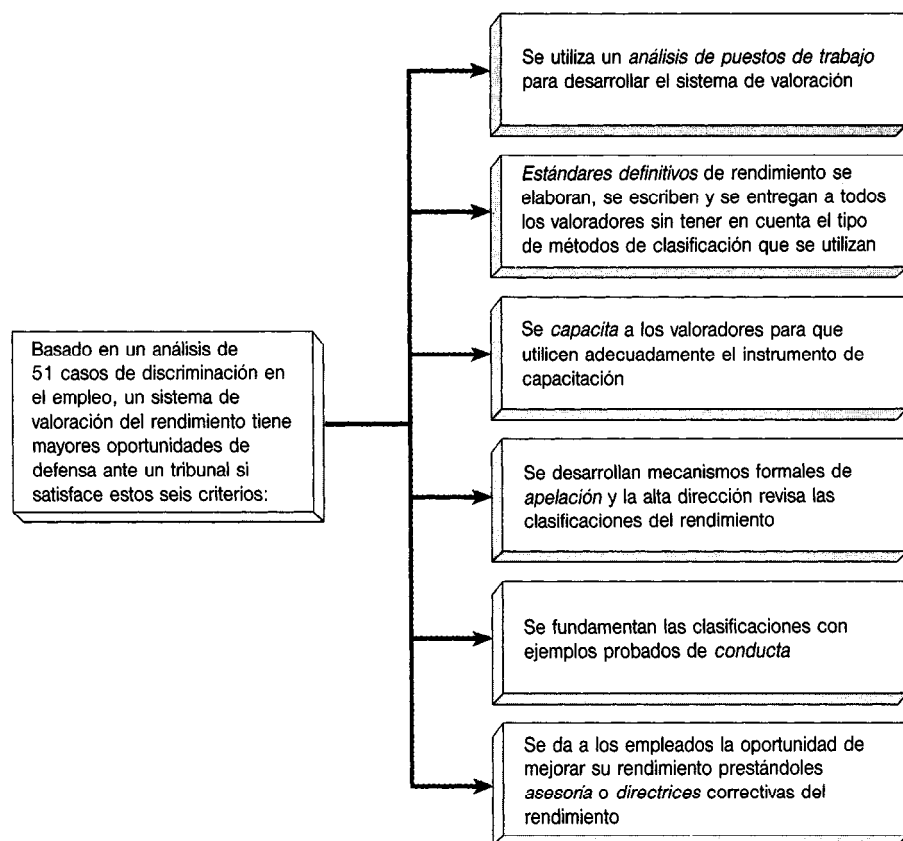 Basado en un análisis de
51 casos de discriminación en
el empleo, un sistema de
valoración del rendimiento tiene
mayores oportunidades de
defensa ante un tribunal si
satisface estos seis criterios:
Se utiliza un análisis de puestos de trabajo
para desarrollar el sistema de valoración
Estándares definitivos de rendimiento se
elaboran, se escriben y se entregan a todos
los valoradores sin tener en cuenta el tipo
de métodos de clasificación que se utilizan
Se capacita a los valoradores para que
utilicen adecuadamente el instrumento de
capacitación
Se desarrollan mecanismos formales de
apelación y la alta dirección revisa las
clasificaciones del rendimiento
Se fundamentan las clasificaciones con
ejemplos probados de conducta
Se da a los empleados la oportunidad de
mejorar su rendimiento prestándoles
asesoría o directrices correctivas del
rendimiento